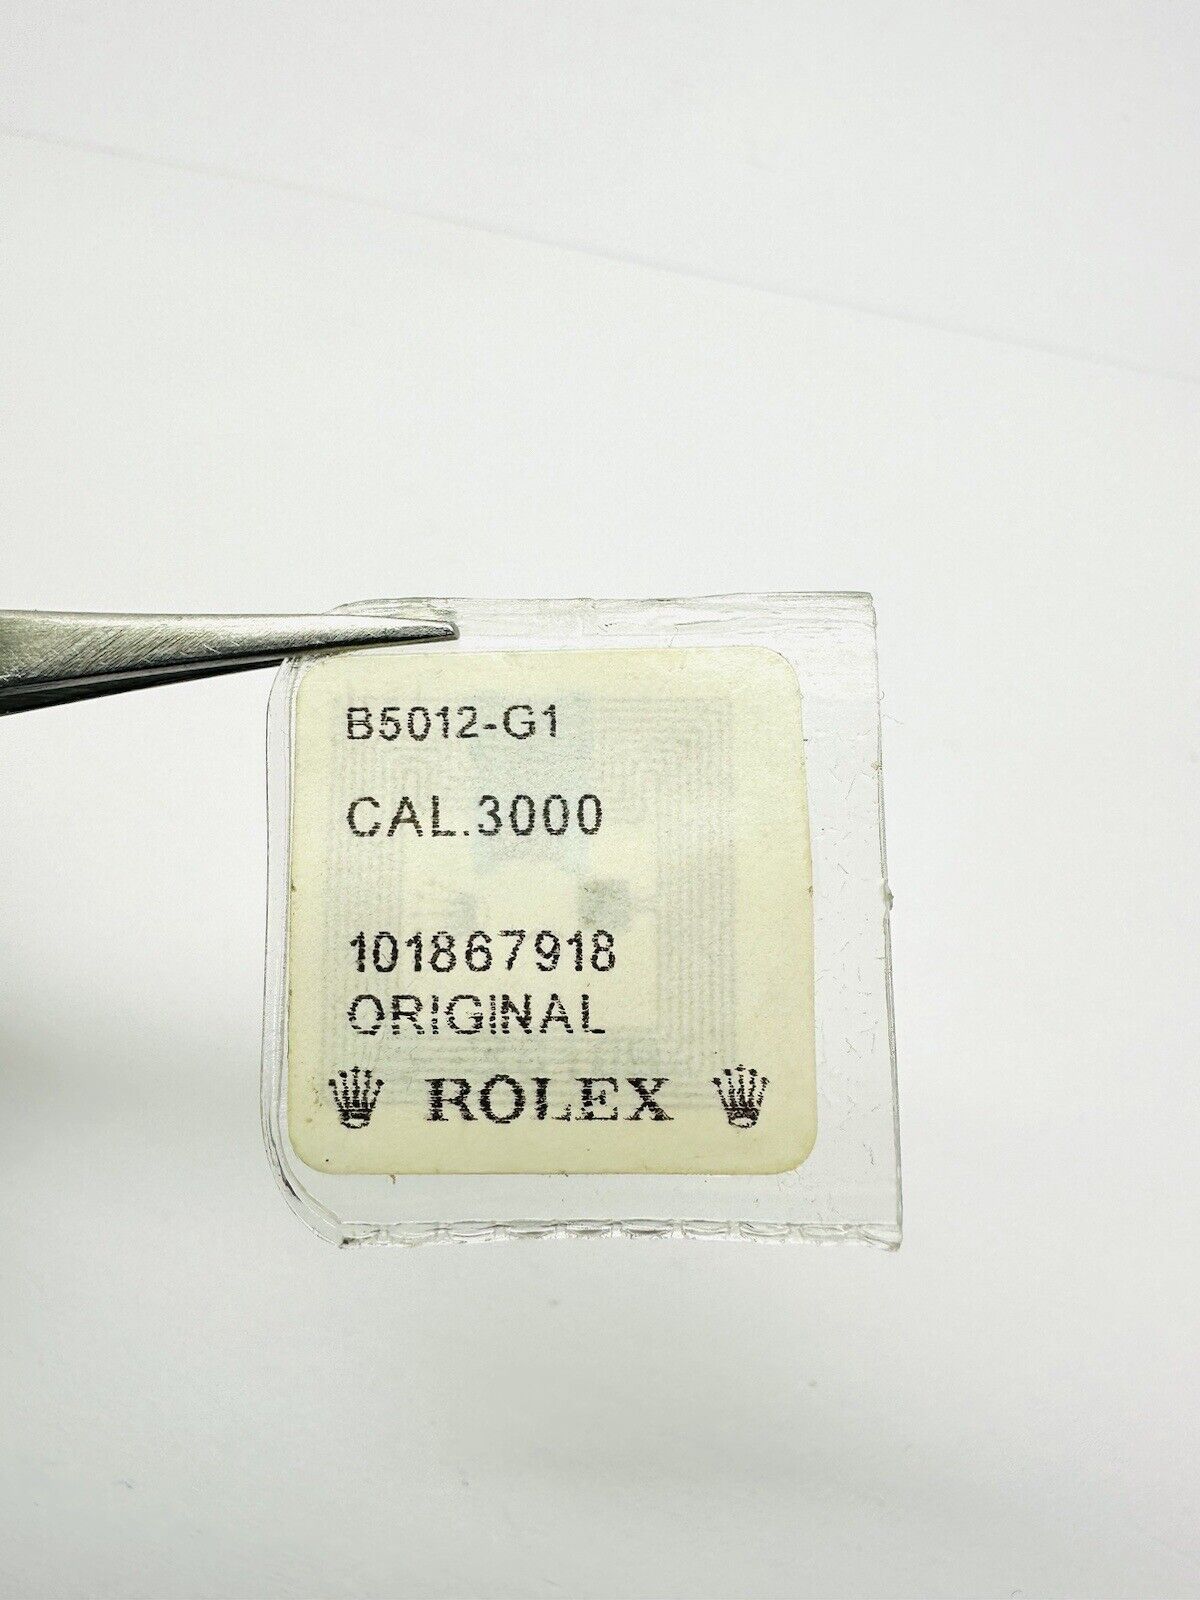 B5012-G1
CAL.3000
101867918
ORIGINAL
ROLEX